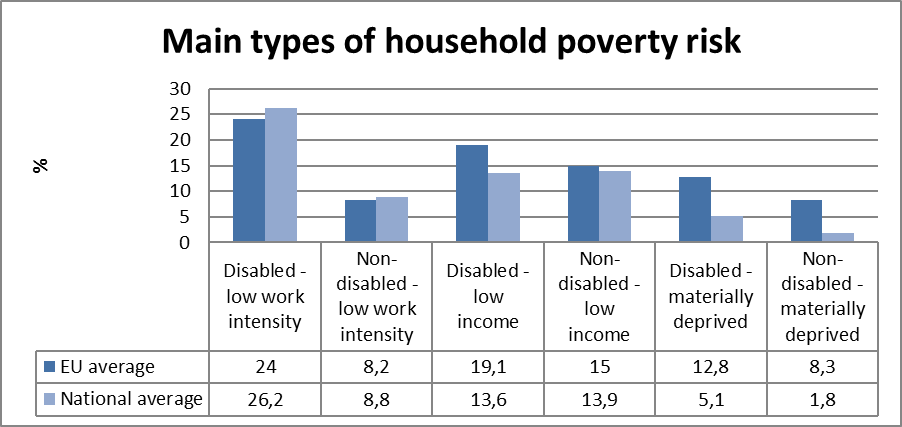 Main types of household poverty risk
%
30
25
20
15
10
5
0
Disabled - low work intensity
Non-disabled - low work intensity
Disabled - low income
Non-disabled - low income
Disabled - materially deprived
Non-disabled - materially deprived
EU average 24 8,2 19,1 15 12,8 8,3
National average 26,2 8,8 13,6 13,9 5,1 1,8